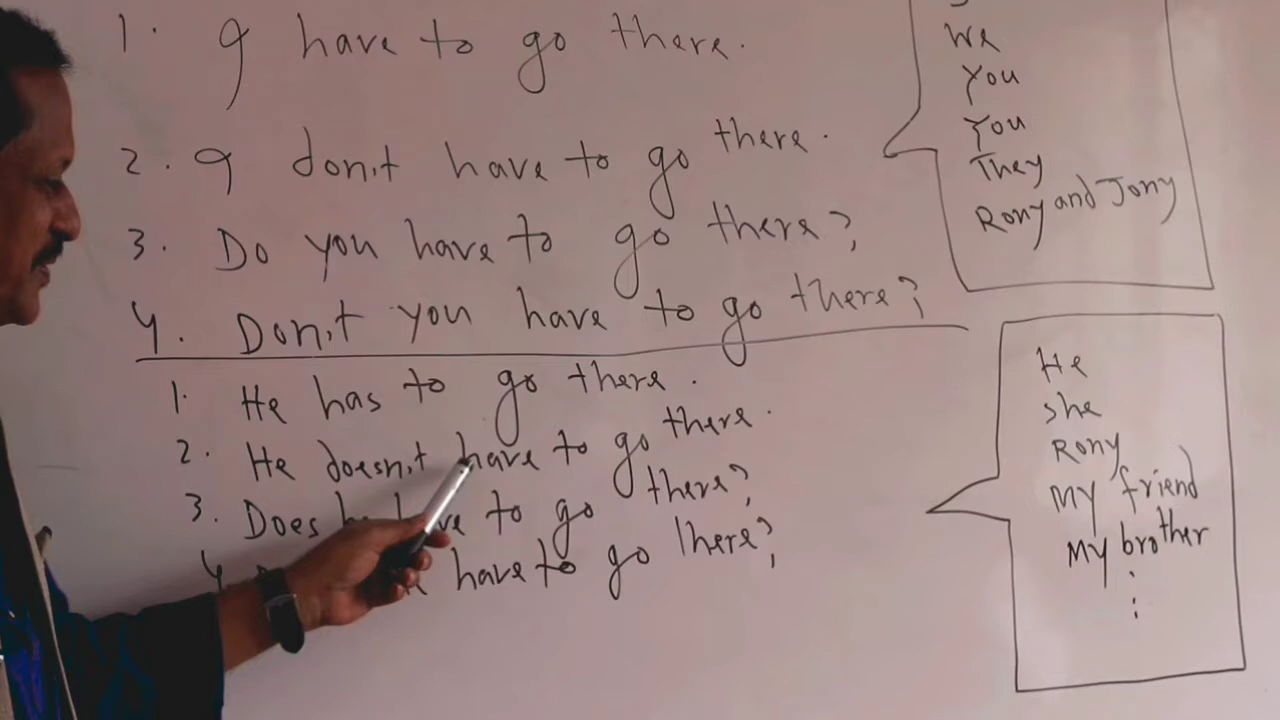 1. I have to go there.
2. I don't have to go there.
3. Do you have to go there?
4. Don't you have to go there?
1. He has to go there.
2. He doesn't have to go there.
3. Does to go there?
4 have to go there?
We
You
You
They
Rony and Jony
He
she
Rony
My friend
My brother